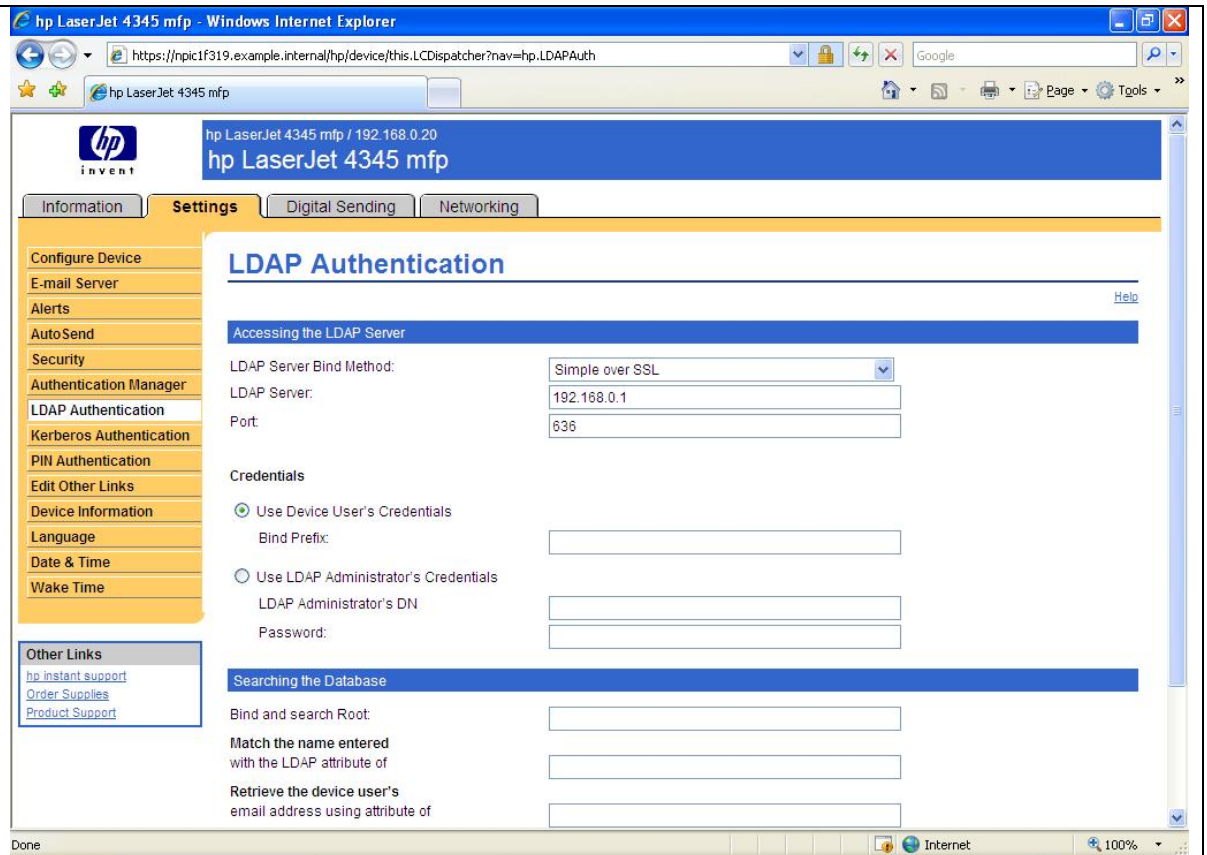 hp LaserJet 4345 mfp - Windows Internet Explorer
https://npic1f319.example.internal/hp/device/this.LCDispatcher?nav=hp.LDAPAuth
Google
hp LaserJet 4345 mfp
Page
Tools
hp
invent
hp LaserJet 4345 mfp / 192.168.0.20
hp LaserJet 4345 mfp
Information Settings Digital Sending Networking
Configure Device
E-mail Server
Alerts
AutoSend
Security
Authentication Manager
LDAP Authentication
Kerberos Authentication
PIN Authentication
Edit Other Links
Device Information
Language
Date & Time
Wake Time
Other Links
hp instant support
Order Supplies
Product Support
LDAP Authentication
Help
Accessing the LDAP Server
LDAP Server Bind Method: Simple over SSL
LDAP Server: 192.168.0.1
Port: 636
Credentials
Use Device User's Credentials
Bind Prefix:
Use LDAP Administrator's Credentials
LDAP Administrator's DN
Password:
Searching the Database
Bind and search Root:
Match the name entered
with the LDAP attribute of
Retrieve the device user's
email address using attribute of
Done
Internet
100%